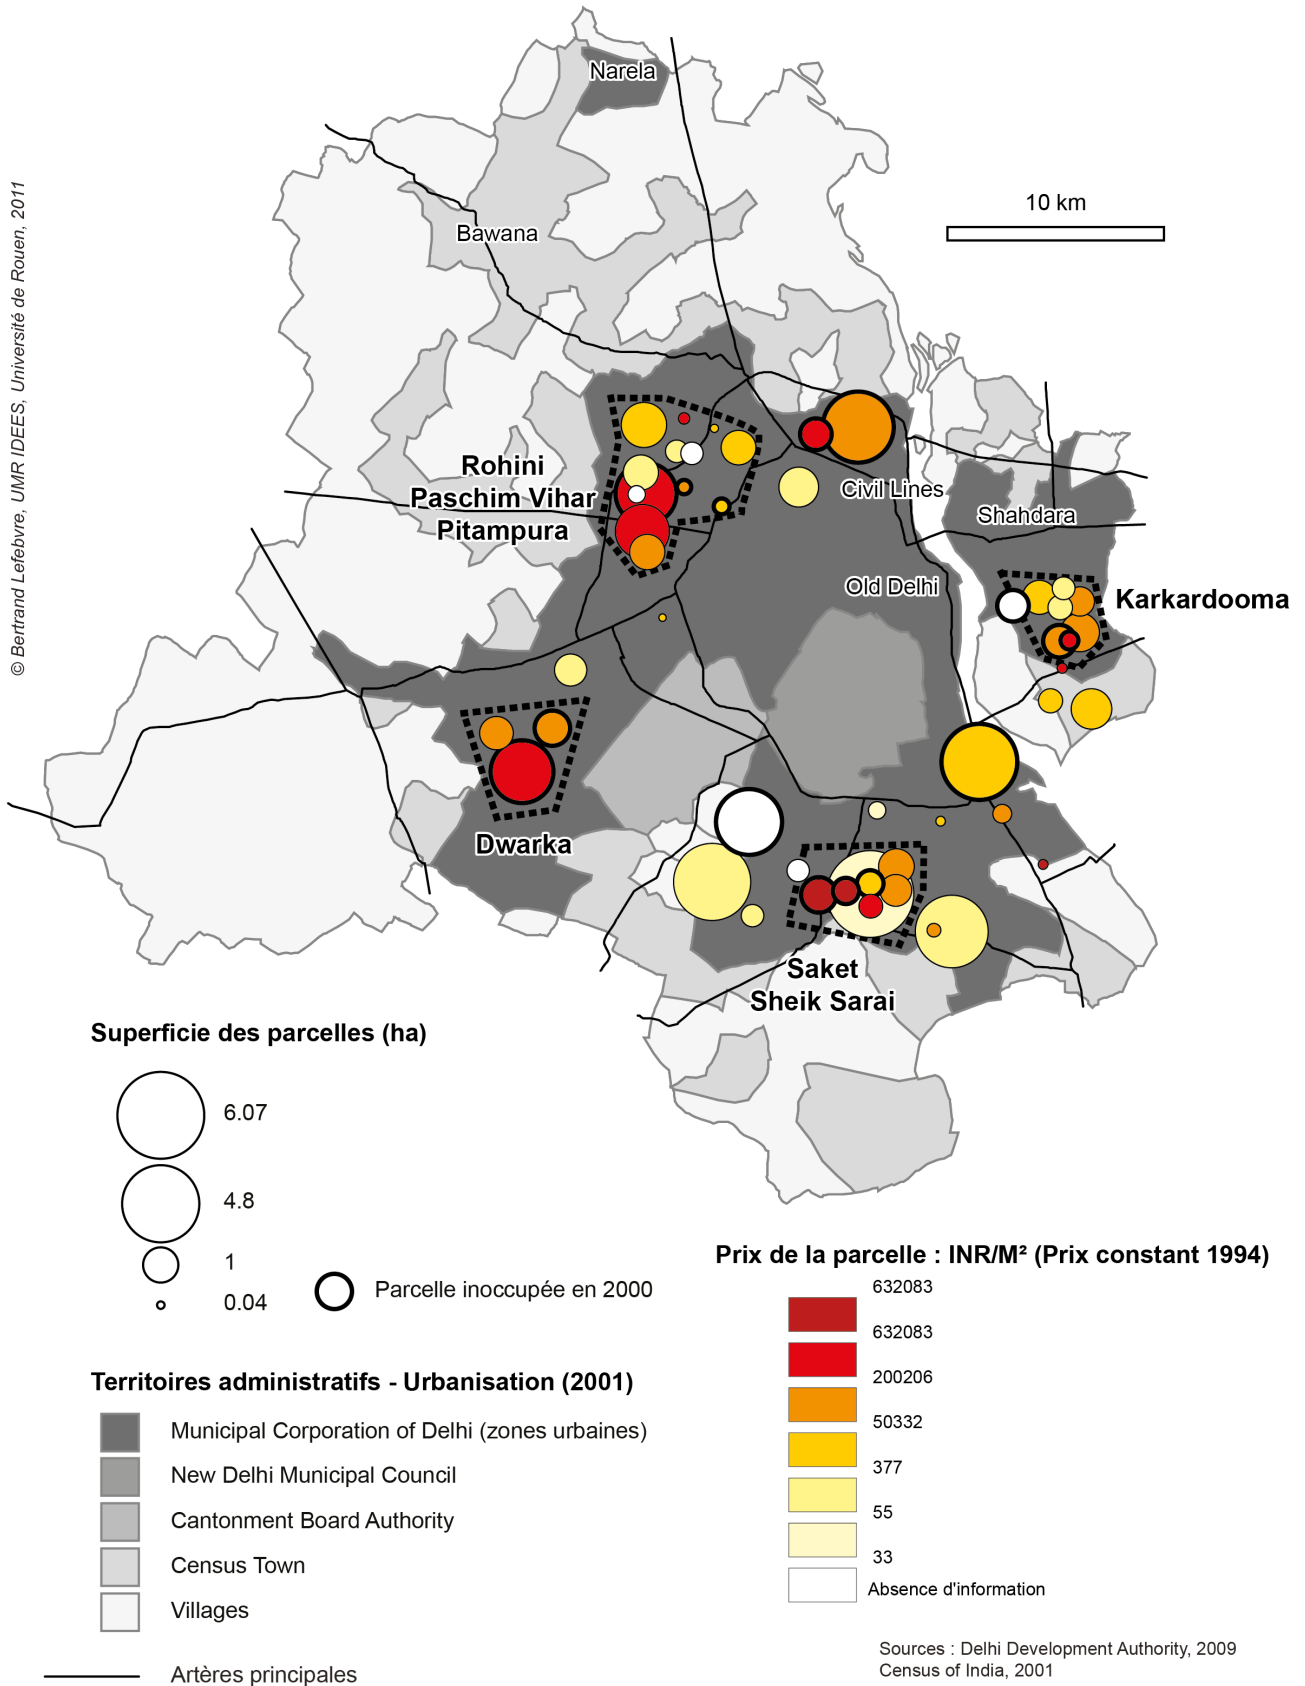 Narela
© Bertrand Lefebvre, UMR IDEES, Université de Rouen, 2011
10 km
Bawana
Rohini
Paschim Vihar
Pitampura
Civil Lines
Shahdara
Old Delhi
Karkardooma
Dwarka
Saket
Sheik Sarai
Superficie des parcelles (ha)
6.07
4.8
1
0.04
Parcelle inoccupée en 2000
Prix de la parcelle : INR/M² (Prix constant 1994)
632083
632083
200206
50332
377
55
33
Absence d'information
Territoires administratifs - Urbanisation (2001)
Municipal Corporation of Delhi (zones urbaines)
New Delhi Municipal Council
Cantonment Board Authority
Census Town
Villages
Artères principales
Sources : Delhi Development Authority, 2009
Census of India, 2001